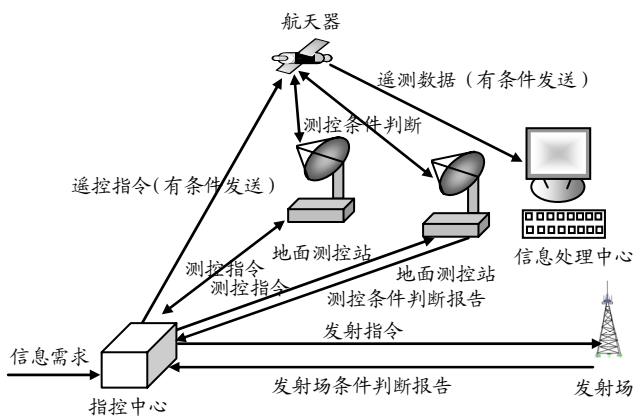 航天器
遥测数据（有条件发送）
测控条件判断
遥控指令(有条件发送)
信息处理中心
地面测控站
测控指令
地面测控站
测控指令
测控条件判断报告
发射指令
信息需求
发射场条件判断报告
发射场
指控中心